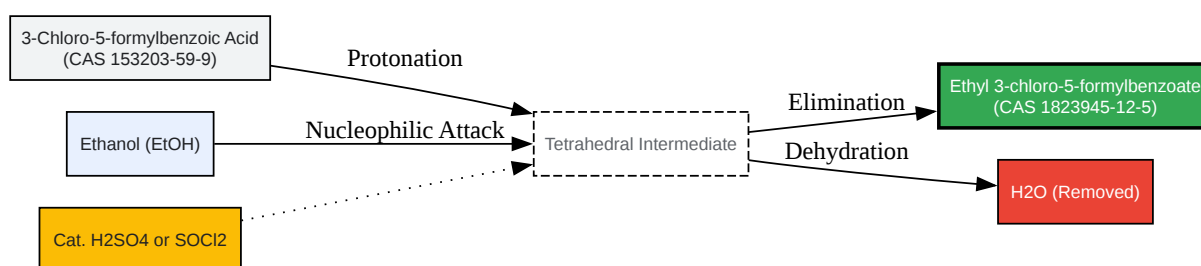 3-Chloro-5-formylbenzoic Acid
(CAS 153203-59-9)
Protonation
Ethanol (EtOH)
Nucleophilic Attack
Cat. H2SO4 or SOCl2
Tetrahedral Intermediate
Elimination
Ethyl 3-chloro-5-formylbenzoate
(CAS 1823945-12-5)
Dehydration
H2O (Removed)